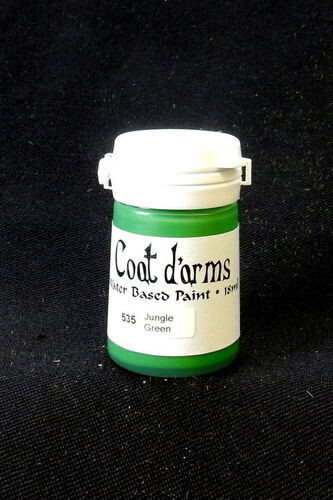 Coat d'arms
Water Based Paint • 18ml
535 Jungle
Green